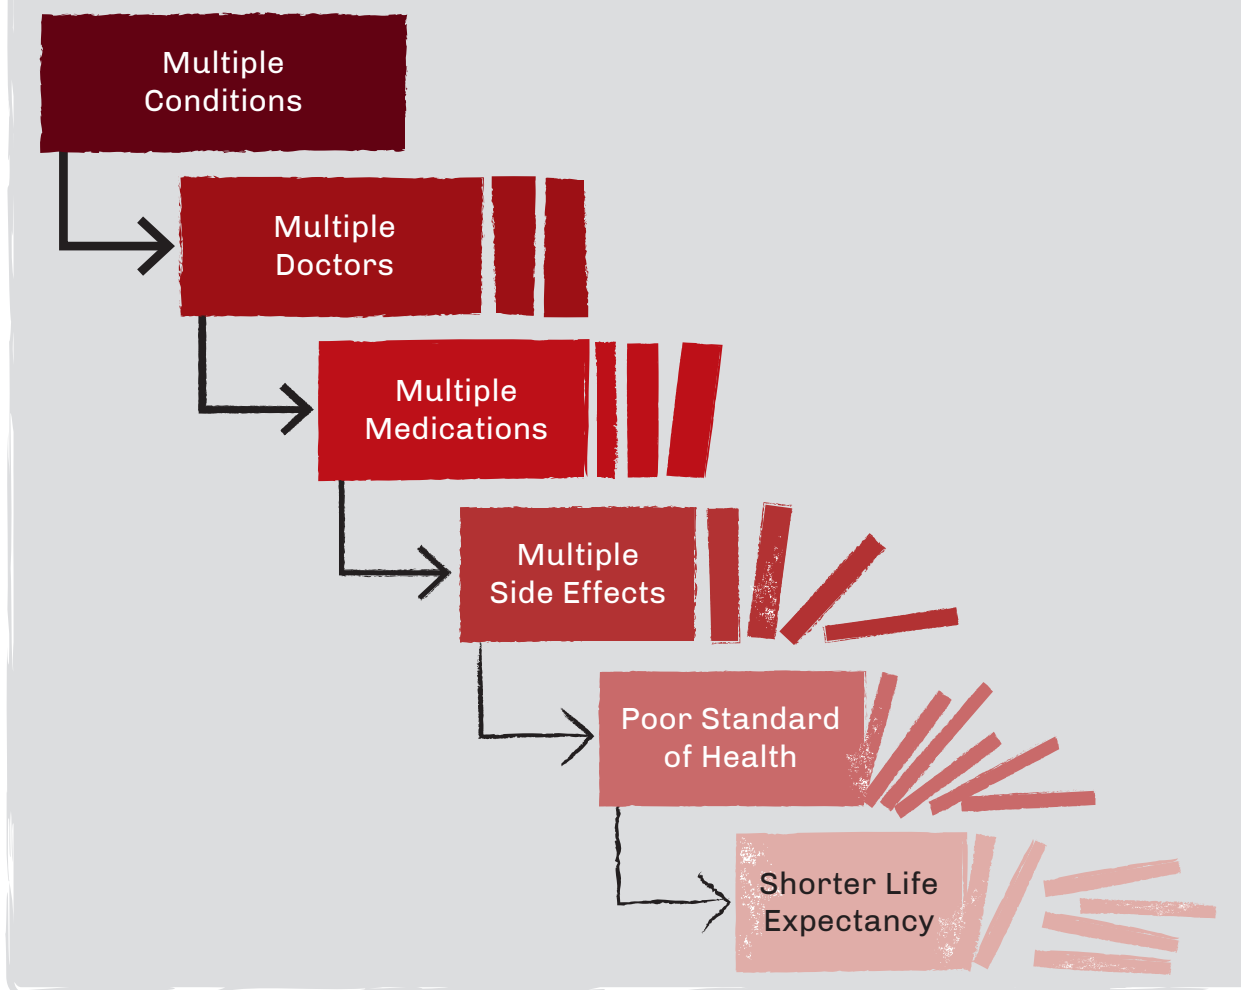 Multiple
Conditions
Multiple
Doctors
Multiple
Medications
Multiple
Side Effects
Poor Standard
of Health
Shorter Life
Expectancy